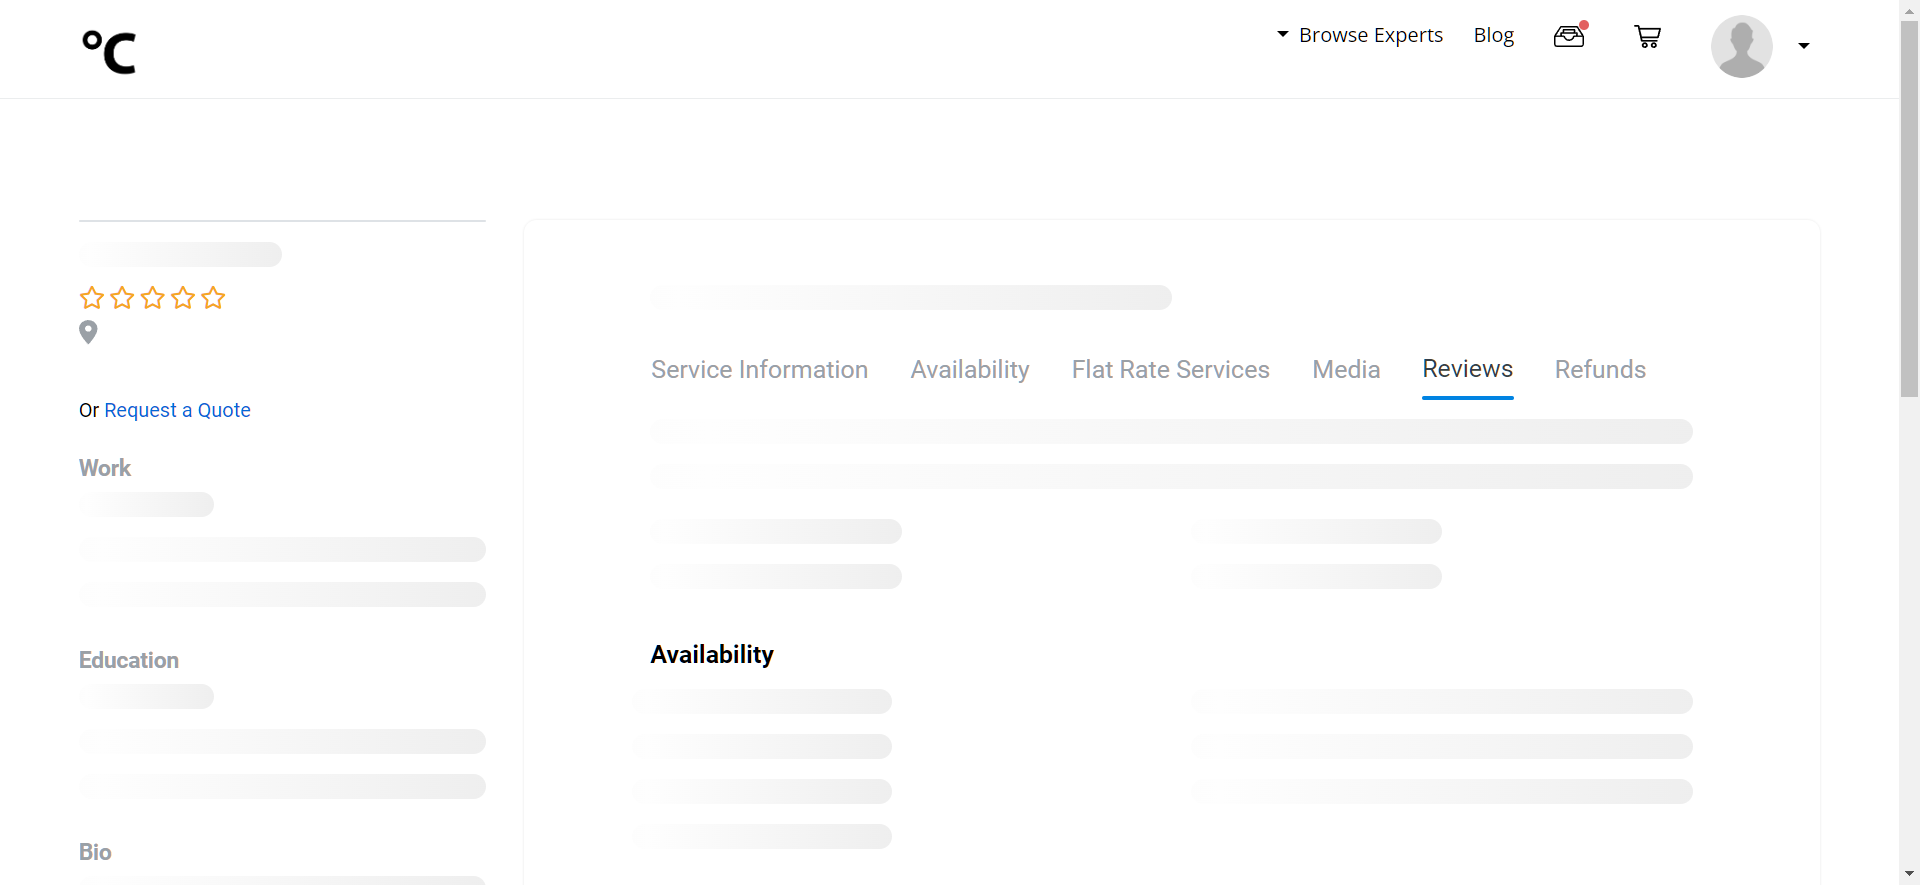 °C
Browse Experts
Blog
Or Request a Quote
Work
Education
Bio
Service Information
Availability
Flat Rate Services
Media
Reviews
Refunds
Availability